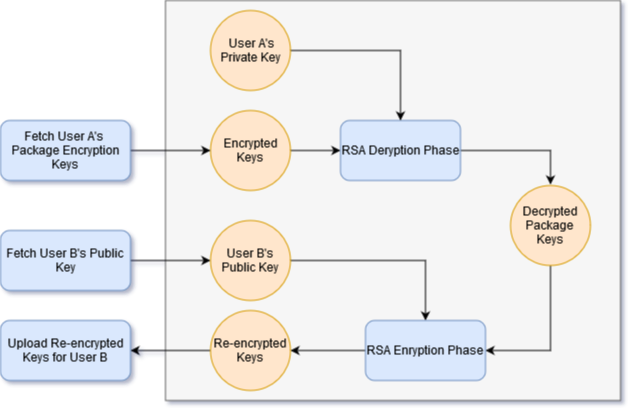 User A's
Private Key
Fetch User A's
Package Encryption
Keys
Encrypted
Keys
RSA Deryption Phase
Decrypted
Package
Keys
Fetch User B's Public
Key
User B's
Public Key
Upload Re-encrypted
Keys for User B
Re-encrypted
Keys
RSA Enryption Phase